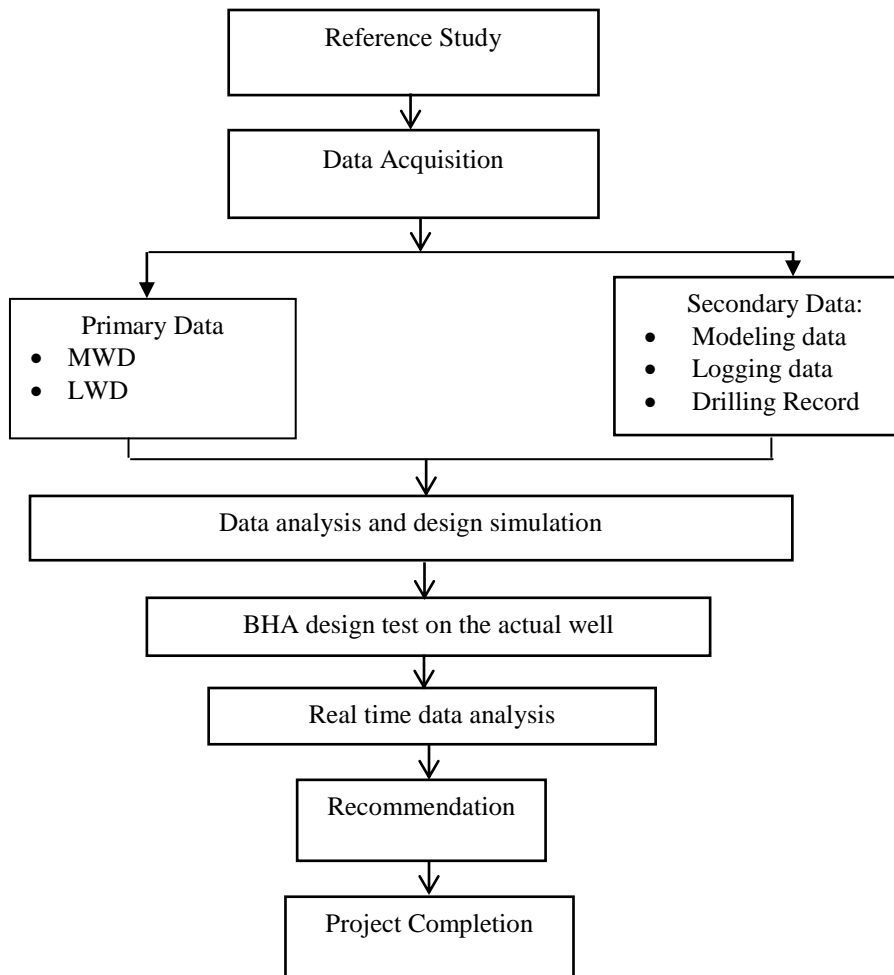 Reference Study
Data Acquisition
Primary Data
• MWD
• LWD
Secondary Data:
• Modeling data
• Logging data
• Drilling Record
Data analysis and design simulation
BHA design test on the actual well
Real time data analysis
Recommendation
Project Completion